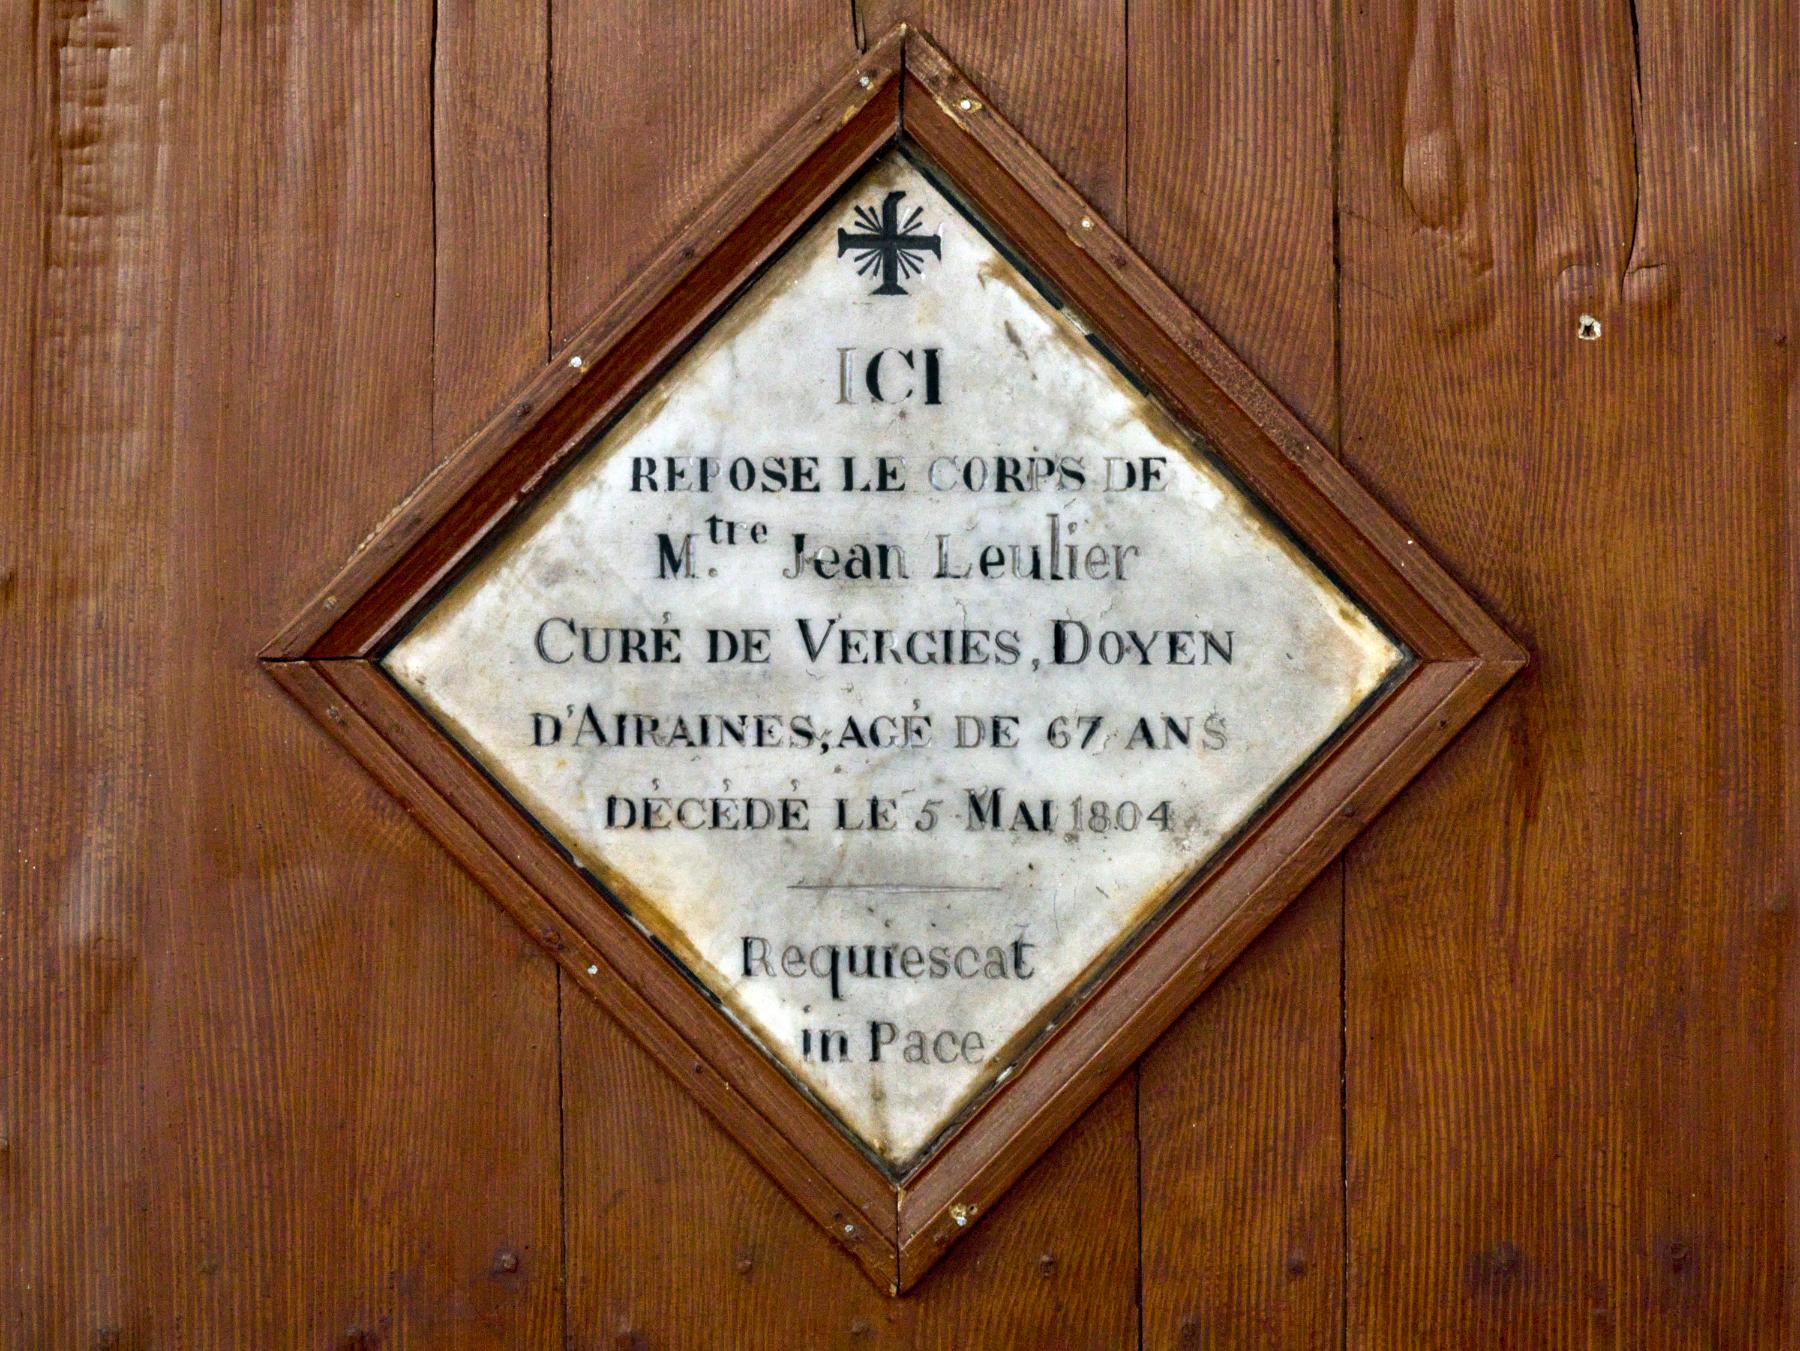 ICI
REPOSE LE CORPS DE
M.tre Jean Leulier
CURÉ DE VERGIES, DOYEN
D'AIRAINES, AGÉ DE 67 ANS
DÉCÉDÉ LE 5 MAI 1804
Requiescat
in Pace